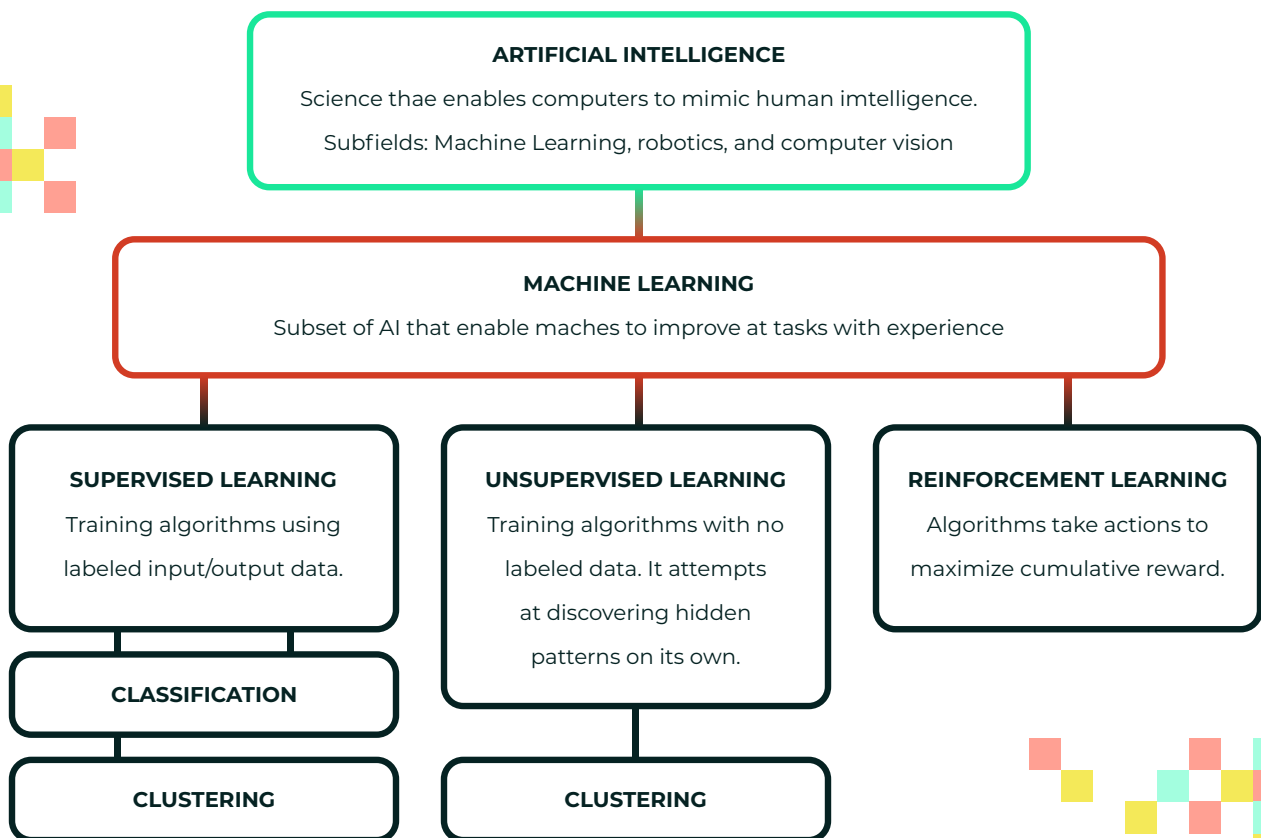 ARTIFICIAL INTELLIGENCE
Science thae enables computers to mimic human imtelligence.
Subfields: Machine Learning, robotics, and computer vision
MACHINE LEARNING
Subset of AI that enable maches to improve at tasks with experience
SUPERVISED LEARNING
Training algorithms using
labeled input/output data.
UNSUPERVISED LEARNING
Training algorithms with no
labeled data. It attempts
at discovering hidden
patterns on its own.
REINFORCEMENT LEARNING
Algorithms take actions to
maximize cumulative reward.
CLASSIFICATION
CLUSTERING
CLUSTERING